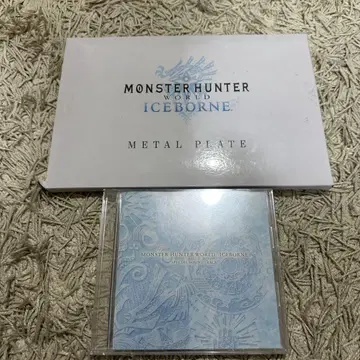 MONSTER HUNTER
WORLD
ICEBORNE
METAL PLATE
MONSTER HUNTER WORLD: ICEBORNE